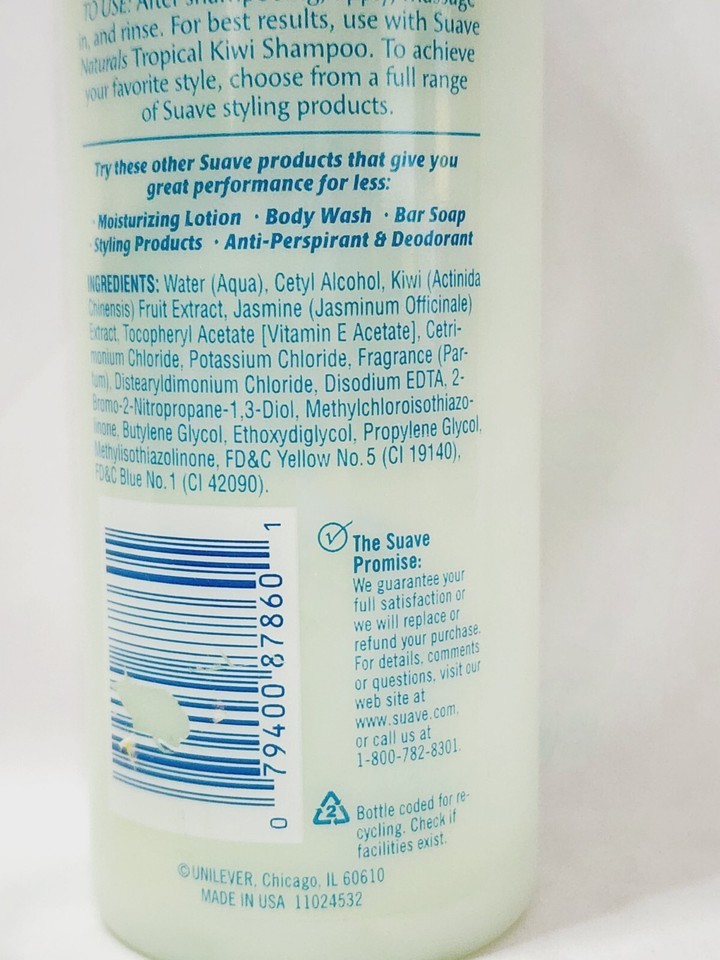 TO USE: After shampooing, apply, massage
in, and rinse. For best results, use with Suave
Naturals Tropical Kiwi Shampoo. To achieve
your favorite style, choose from a full range
of Suave styling products.
Try these other Suave products that give you
great performance for less:
· Moisturizing Lotion · Body Wash · Bar Soap
· Styling Products · Anti-Perspirant & Deodorant
INGREDIENTS: Water (Aqua), Cetyl Alcohol, Kiwi (Actinida
Chinensis) Fruit Extract, Jasmine (Jasminum Officinale)
Extract, Tocopheryl Acetate [Vitamin E Acetate], Cetri-
monium Chloride, Potassium Chloride, Fragrance (Par-
fum), Distearyldimonium Chloride, Disodium EDTA, 2-
Bromo-2-Nitropropane-1,3-Diol, Methylchloroisothiazo-
linone, Butylene Glycol, Ethoxydiglycol, Propylene Glycol,
Methylisothiazolinone, FD&C Yellow No. 5 (CI 19140),
FD&C Blue No. 1 (CI 42090).
0 79400 87860 1
The Suave
Promise:
We guarantee your
full satisfaction or
we will replace or
refund your purchase.
For details, comments
or questions, visit our
web site at
www.suave.com,
or call us at
1-800-782-8301.
2
Bottle coded for re-
cycling. Check if
facilities exist.
©UNILEVER, Chicago, IL 60610
MADE IN USA 11024532